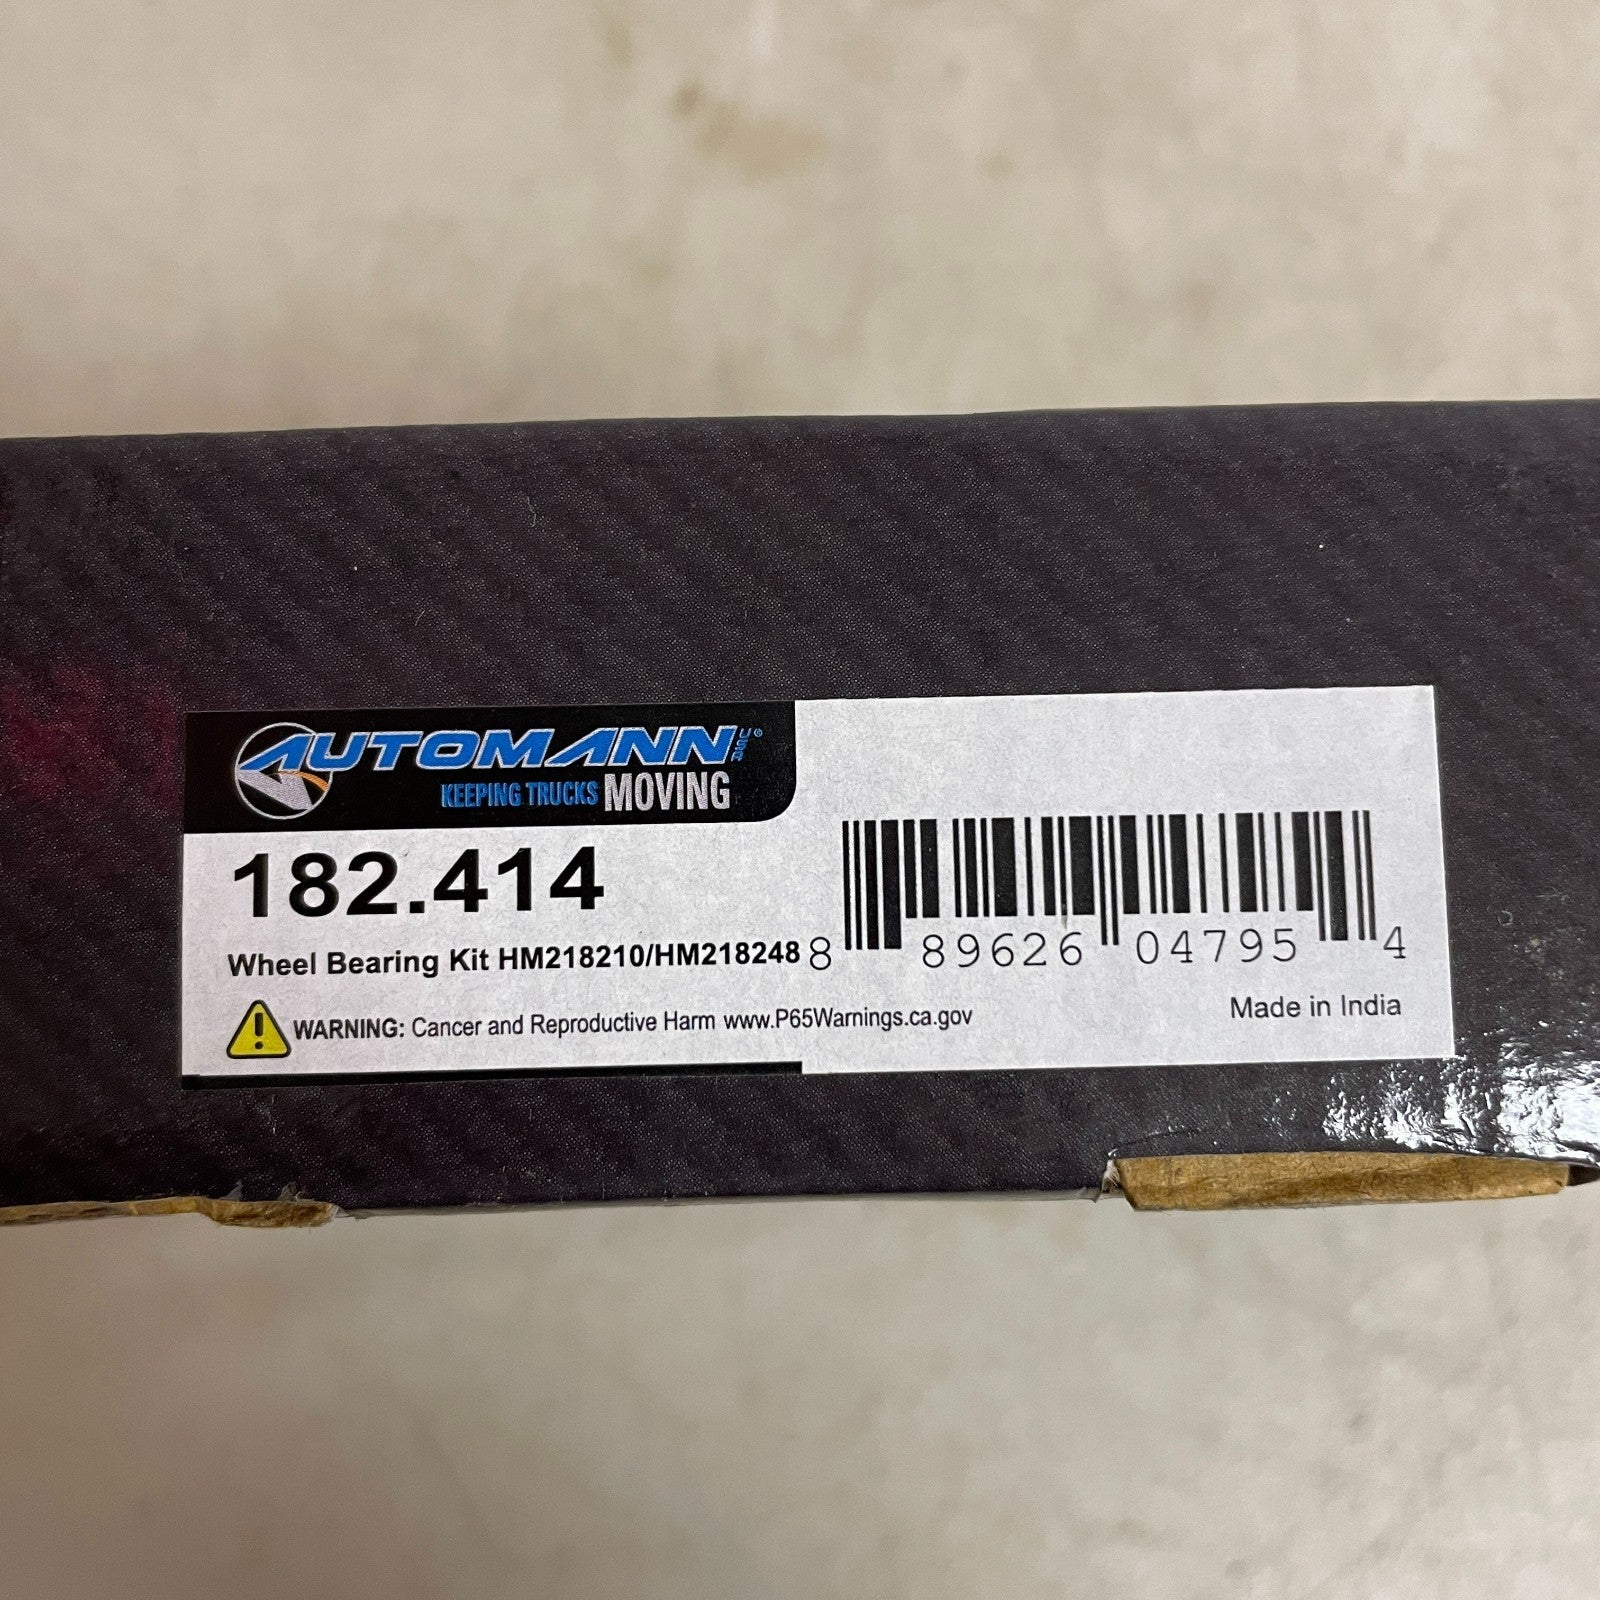 AUTOMANN USA®
KEEPING TRUCKS MOVING
182.414
Wheel Bearing Kit HM218210/HM218248
8 89626 04795 4
WARNING: Cancer and Reproductive Harm www.P65Warnings.ca.gov
Made in India